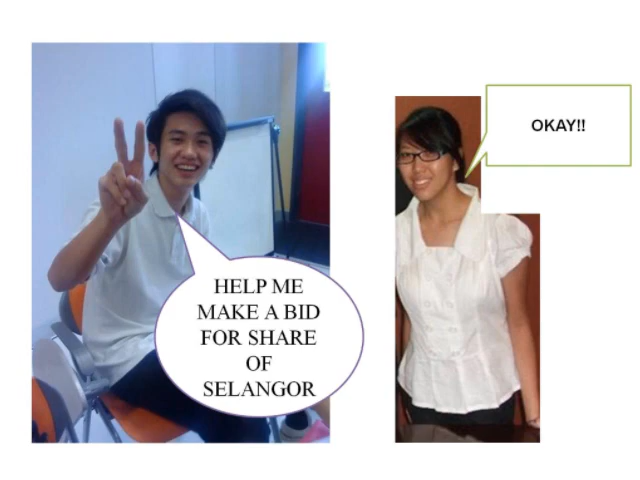 HELP ME
MAKE A BID
FOR SHARE
OF
SELANGOR
OKAY!!